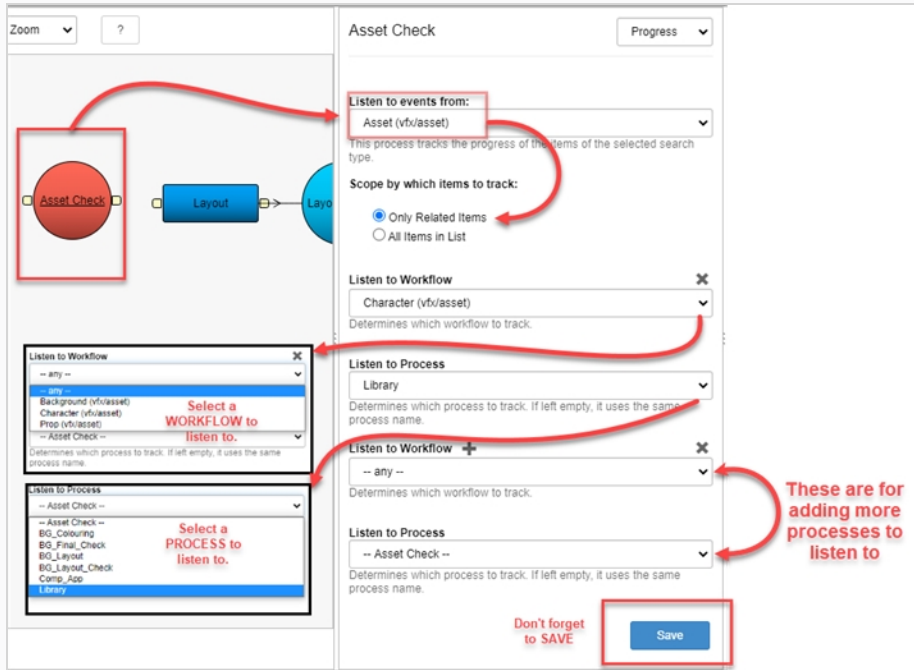 Zoom
?
Asset Check
Progress
Listen to events from:
Asset (vfx/asset)
This process tracks the progress of the items of the selected search
type.
Scope by which items to track:
Only Related Items
All Items in List
Asset Check
Layout
Layo
Listen to Workflow
Character (vfx/asset)
Determines which workflow to track.
Listen to Process
Library
Determines which process to track. If left empty, it uses the same
process name.
Listen to Workflow
-- any --
Determines which workflow to track.
Listen to Process
-- Asset Check --
Determines which process to track. If left empty, it uses the same
process name.
Don't forget
to SAVE
Save
These are for
adding more
processes to
listen to
Listen to Workflow
-- any --
-- any --
Background (vfx/asset)
Character (vfx/asset)
Prop (vfx/asset)
-- Asset Check --
Determines which process to track. If left empty, it uses the same
process name.
Select a
WORKFLOW to
listen to.
Listen to Process
-- Asset Check --
-- Asset Check --
BG_Colouring
BG_Final_Check
BG_Layout
BG_Layout_Check
Comp_App
Library
Select a
PROCESS to
listen to.